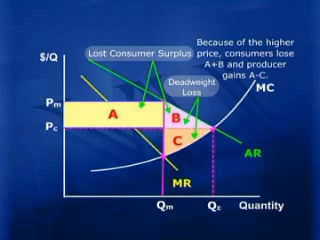 Because of the higher
price, consumers lose
A+B and producer
gains A-C.
$/Q
Lost Consumer Surplus
Deadweight
Loss
MC
Pm
A
B
Pc
C
AR
MR
Qm
Qc
Quantity